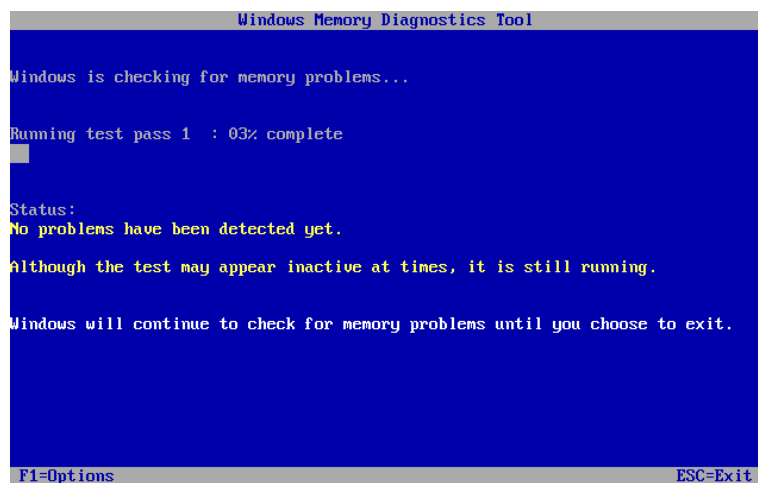 Windows Memory Diagnostics Tool
Windows is checking for memory problems...
Running test pass 1 : 03% complete
Status:
No problems have been detected yet.
Although the test may appear inactive at times, it is still running.
Windows will continue to check for memory problems until you choose to exit.
F1=Options ESC=Exit